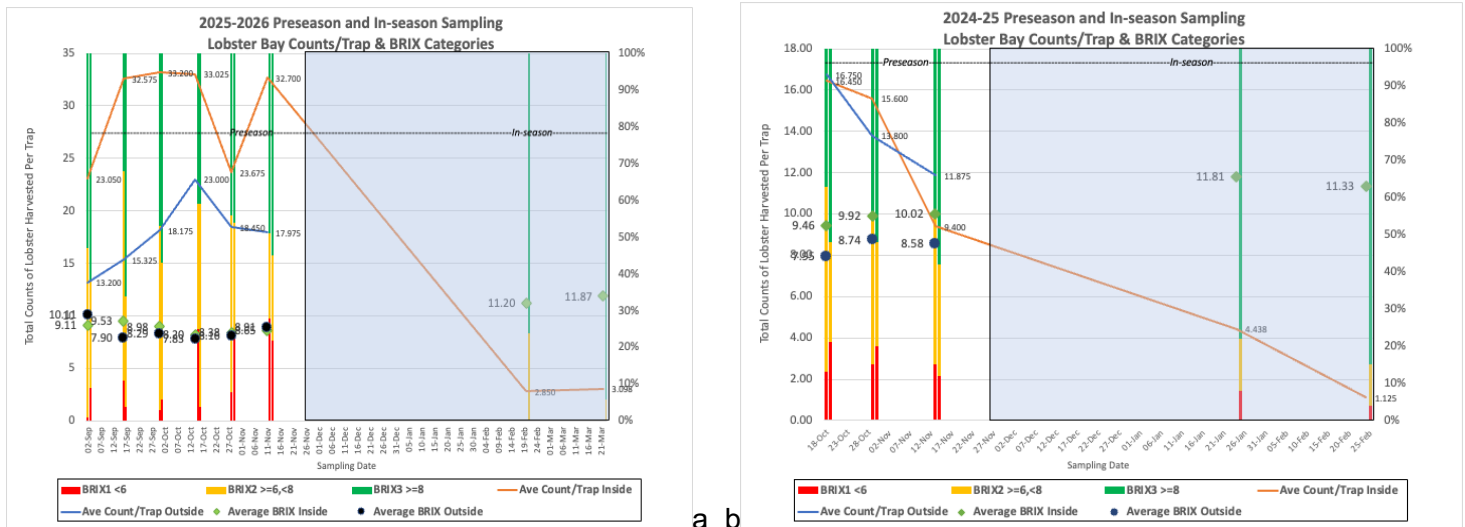 2025-2026 Preseason and In-season Sampling
Lobster Bay Counts/Trap & BRIX Categories
Total Counts of Lobster Harvested Per Trap
35
30
25
20
15
10
5
0
100%
90%
80%
70%
60%
50%
40%
30%
20%
10%
0%
Preseason
In-season
23.050
32.575
33.200
33.025
23.675
32.700
2.850
3.098
13.200
15.325
18.175
23.000
18.450
17.975
10.11
9.11
9.53
7.90
8.98
8.29
7.83
8.38
8.16
8.91
11.20
11.87
02-Sep
07-Sep
12-Sep
17-Sep
22-Sep
27-Sep
02-Oct
07-Oct
12-Oct
17-Oct
22-Oct
27-Oct
01-Nov
06-Nov
11-Nov
16-Nov
21-Nov
26-Nov
01-Dec
06-Dec
11-Dec
16-Dec
21-Dec
26-Dec
31-Dec
05-Jan
10-Jan
15-Jan
20-Jan
25-Jan
30-Jan
04-Feb
09-Feb
14-Feb
19-Feb
24-Feb
01-Mar
06-Mar
11-Mar
16-Mar
21-Mar
Sampling Date
BRIX1 <6
BRIX2 >=6,<8
BRIX3 >=8
Ave Count/Trap Inside
Ave Count/Trap Outside
Average BRIX Inside
Average BRIX Outside
a b
2024-25 Preseason and In-season Sampling
Lobster Bay Counts/Trap & BRIX Categories
Total Counts of Lobster Harvested Per Trap
18.00
16.00
14.00
12.00
10.00
8.00
6.00
4.00
2.00
0.00
100%
90%
80%
70%
60%
50%
40%
30%
20%
10%
0%
Preseason
In-season
16.750
16.450
15.600
13.800
11.875
9.400
4.438
1.125
9.46
9.92
10.02
8.74
8.58
11.81
11.33
18-Oct
23-Oct
28-Oct
02-Nov
07-Nov
12-Nov
17-Nov
22-Nov
27-Nov
02-Dec
07-Dec
12-Dec
17-Dec
22-Dec
27-Dec
01-Jan
06-Jan
11-Jan
16-Jan
21-Jan
26-Jan
31-Jan
05-Feb
10-Feb
15-Feb
20-Feb
25-Feb
Sampling Date
BRIX1 <6
BRIX2 >=6,<8
BRIX3 >=8
Ave Count/Trap Inside
Ave Count/Trap Outside
Average BRIX Inside
Average BRIX Outside